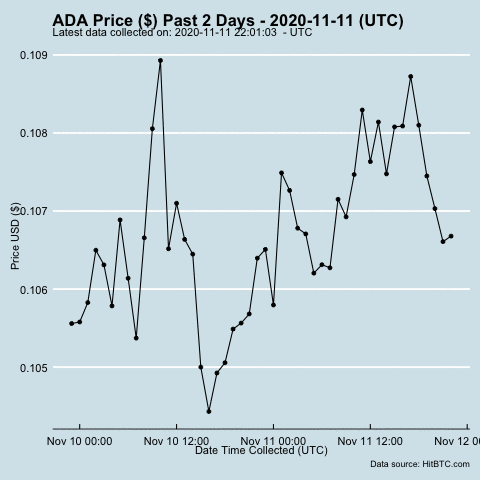 ADA Price ($) Past 2 Days - 2020-11-11 (UTC)
Latest data collected on: 2020-11-11 22:01:03 - UTC
0.109
0.108
0.107
0.106
0.105
Price USD ($)
Nov 10 00:00 Nov 10 12:00 Nov 11 00:00 Nov 11 12:00 Nov 12 0
Date Time Collected (UTC)
Data source: HitBTC.com